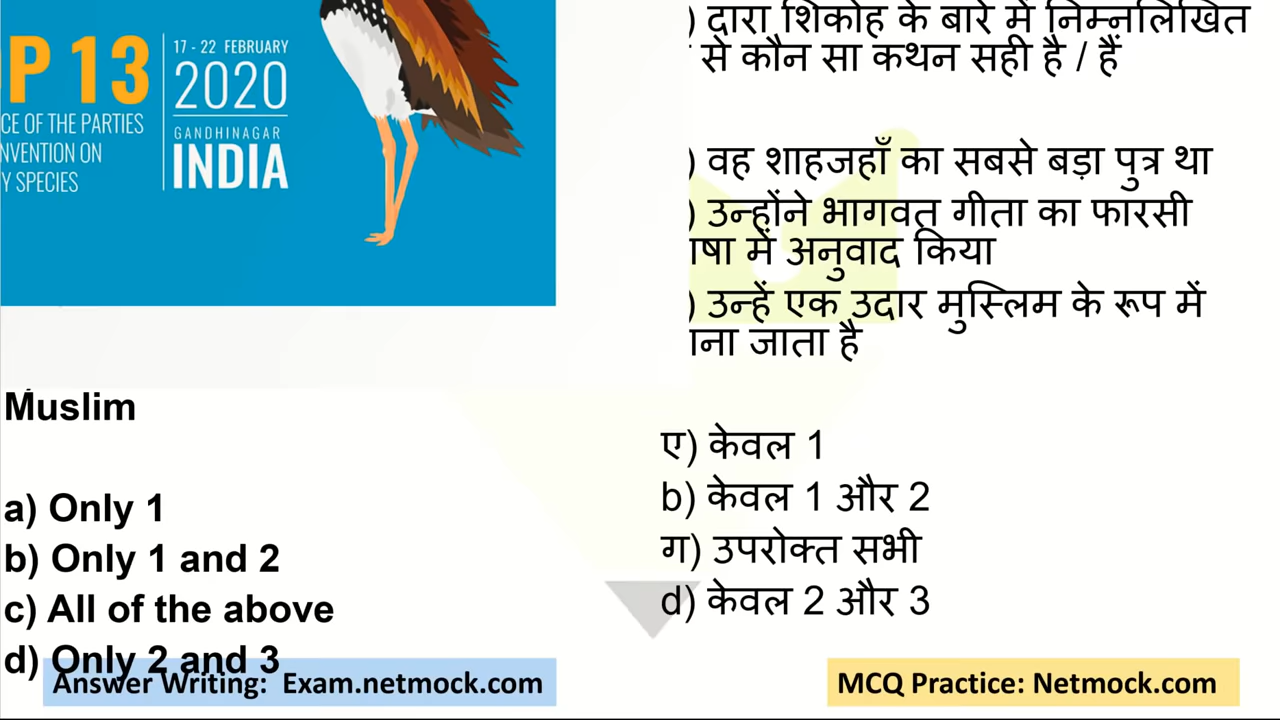 P 13
17 - 22 FEBRUARY
2020
GANDHINAGAR
INDIA
CE OF THE PARTIES
NVENTION ON
Y SPECIES
) दारा शिकोह के बारे में निम्नलिखित
से कौन सा कथन सही है / हैं
) वह शाहजहाँ का सबसे बड़ा पुत्र था
) उन्होंने भागवत गीता का फारसी
ाषा में अनुवाद किया
) उन्हें एक उदार मुस्लिम के रूप में
ाना जाता है
Muslim
a) Only 1
b) Only 1 and 2
c) All of the above
d) Only 2 and 3
ए) केवल 1
b) केवल 1 और 2
ग) उपरोक्त सभी
d) केवल 2 और 3
Answer Writing: Exam.netmock.com
MCQ Practice: Netmock.com